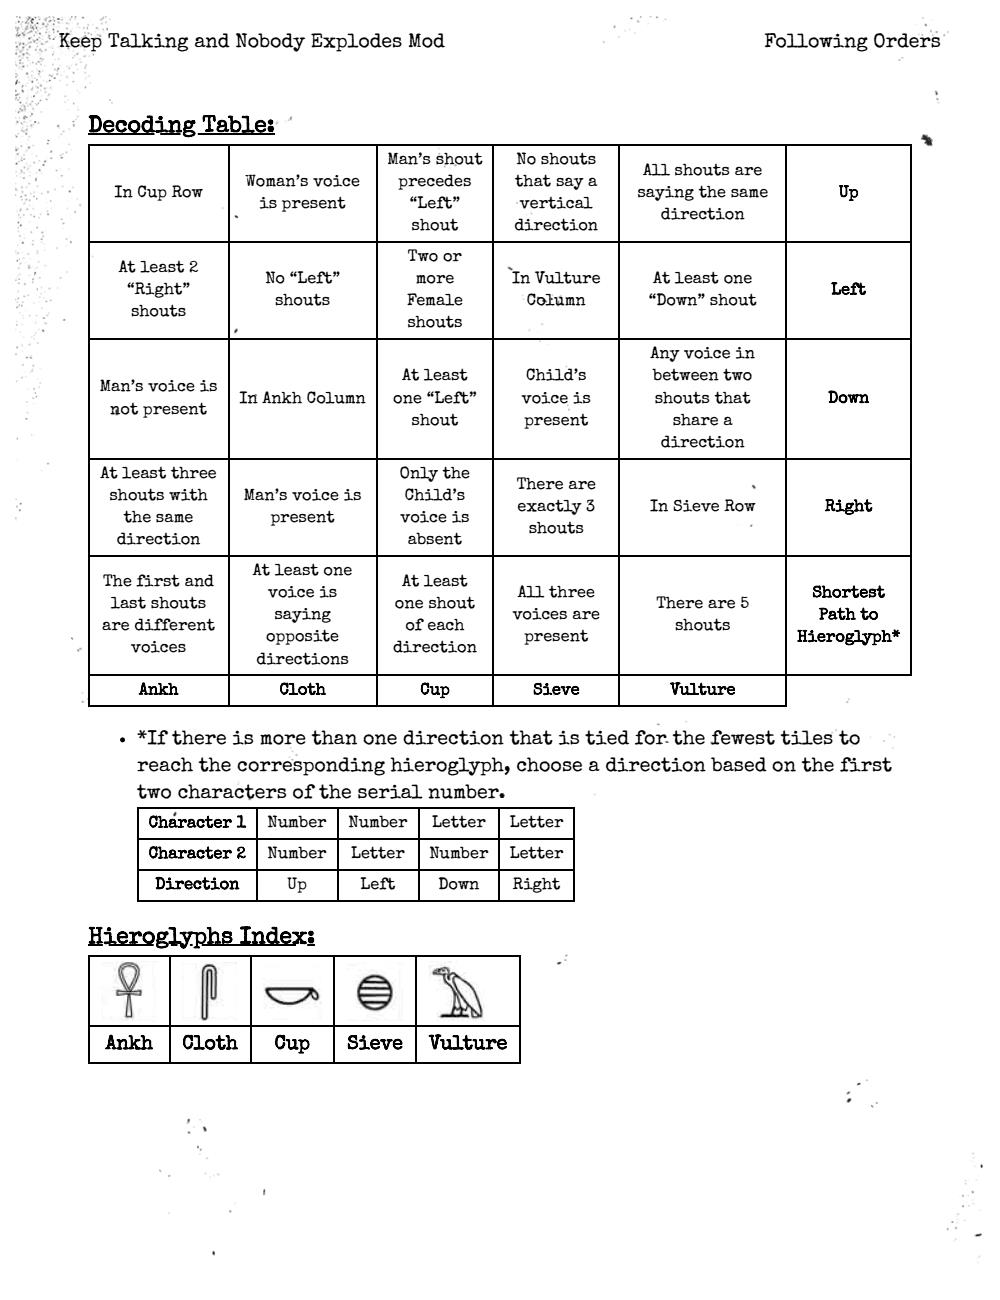 Keep Talking and Nobody Explodes Mod
Following Orders
Decoding Table:
In Cup Row
Woman's voice
is present
Man's shout
precedes
"Left"
shout
No shouts
that say a
vertical
direction
All shouts are
saying the same
direction
Up
At least 2
"Right"
shouts
No "Left"
shouts
Two or
more
Female
shouts
In Vulture
Column
At least one
"Down" shout
Left
Man's voice is
not present
In Ankh Column
At least
one "Left"
shout
Child's
voice is
present
Any voice in
between two
shouts that
share a
direction
Down
At least three
shouts with
the same
direction
Man's voice is
present
Only the
Child's
voice is
absent
There are
exactly 3
shouts
In Sieve Row
Right
The first and
last shouts
are different
voices
At least one
voice is
saying
opposite
directions
At least
one shout
of each
direction
All three
voices are
present
There are 5
shouts
Shortest
Path to
Hieroglyph*
Ankh
Cloth
Cup
Sieve
Vulture
• *If there is more than one direction that is tied for the fewest tiles to
reach the corresponding hieroglyph, choose a direction based on the first
two characters of the serial number.
Character 1 Number Number Letter Letter
Character 2 Number Letter Number Letter
Direction Up Left Down Right
Hieroglyphs Index:
Ankh Cloth Cup Sieve Vulture